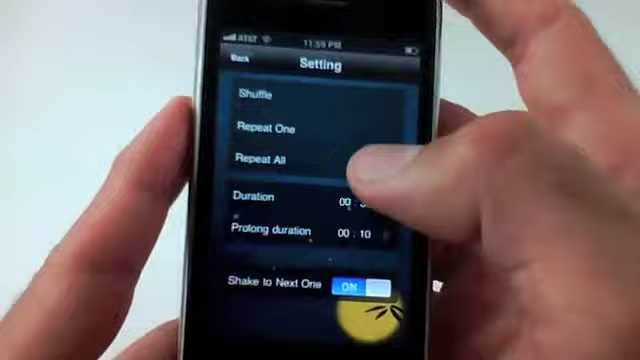 AT&T 11:59 PM
Back Setting
Shuffle
Repeat One
Repeat All
Duration 00 :
Prolong duration 00 : 10
Shake to Next One ON